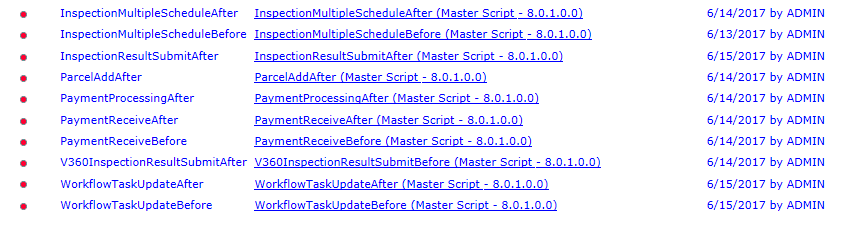 InspectionMultipleScheduleAfter InspectionMultipleScheduleAfter (Master Script - 8.0.1.0.0) 6/14/2017 by ADMIN
InspectionMultipleScheduleBefore InspectionMultipleScheduleBefore (Master Script - 8.0.1.0.0) 6/13/2017 by ADMIN
InspectionResultSubmitAfter InspectionResultSubmitAfter (Master Script - 8.0.1.0.0) 6/15/2017 by ADMIN
ParcelAddAfter ParcelAddAfter (Master Script - 8.0.1.0.0) 6/14/2017 by ADMIN
PaymentProcessingAfter PaymentProcessingAfter (Master Script - 8.0.1.0.0) 6/14/2017 by ADMIN
PaymentReceiveAfter PaymentReceiveAfter (Master Script - 8.0.1.0.0) 6/14/2017 by ADMIN
PaymentReceiveBefore PaymentReceiveBefore (Master Script - 8.0.1.0.0) 6/14/2017 by ADMIN
V360InspectionResultSubmitAfter V360InspectionResultSubmitBefore (Master Script - 8.0.1.0.0) 6/14/2017 by ADMIN
WorkflowTaskUpdateAfter WorkflowTaskUpdateAfter (Master Script - 8.0.1.0.0) 6/15/2017 by ADMIN
WorkflowTaskUpdateBefore WorkflowTaskUpdateBefore (Master Script - 8.0.1.0.0) 6/15/2017 by ADMIN